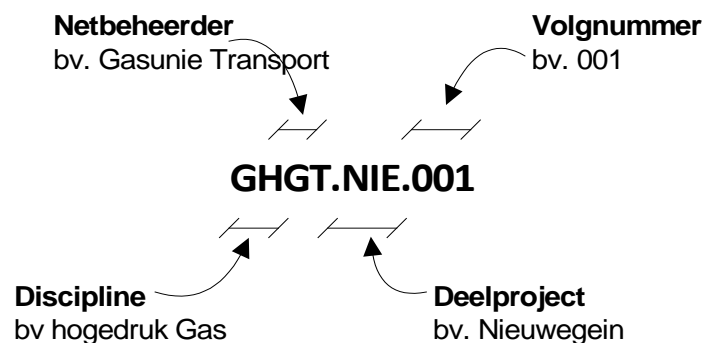 Netbeheerder
bv. Gasunie Transport
Volgnummer
bv. 001
GHGT.NIE.001
Discipline
bv hogedruk Gas
Deelproject
bv. Nieuwegein